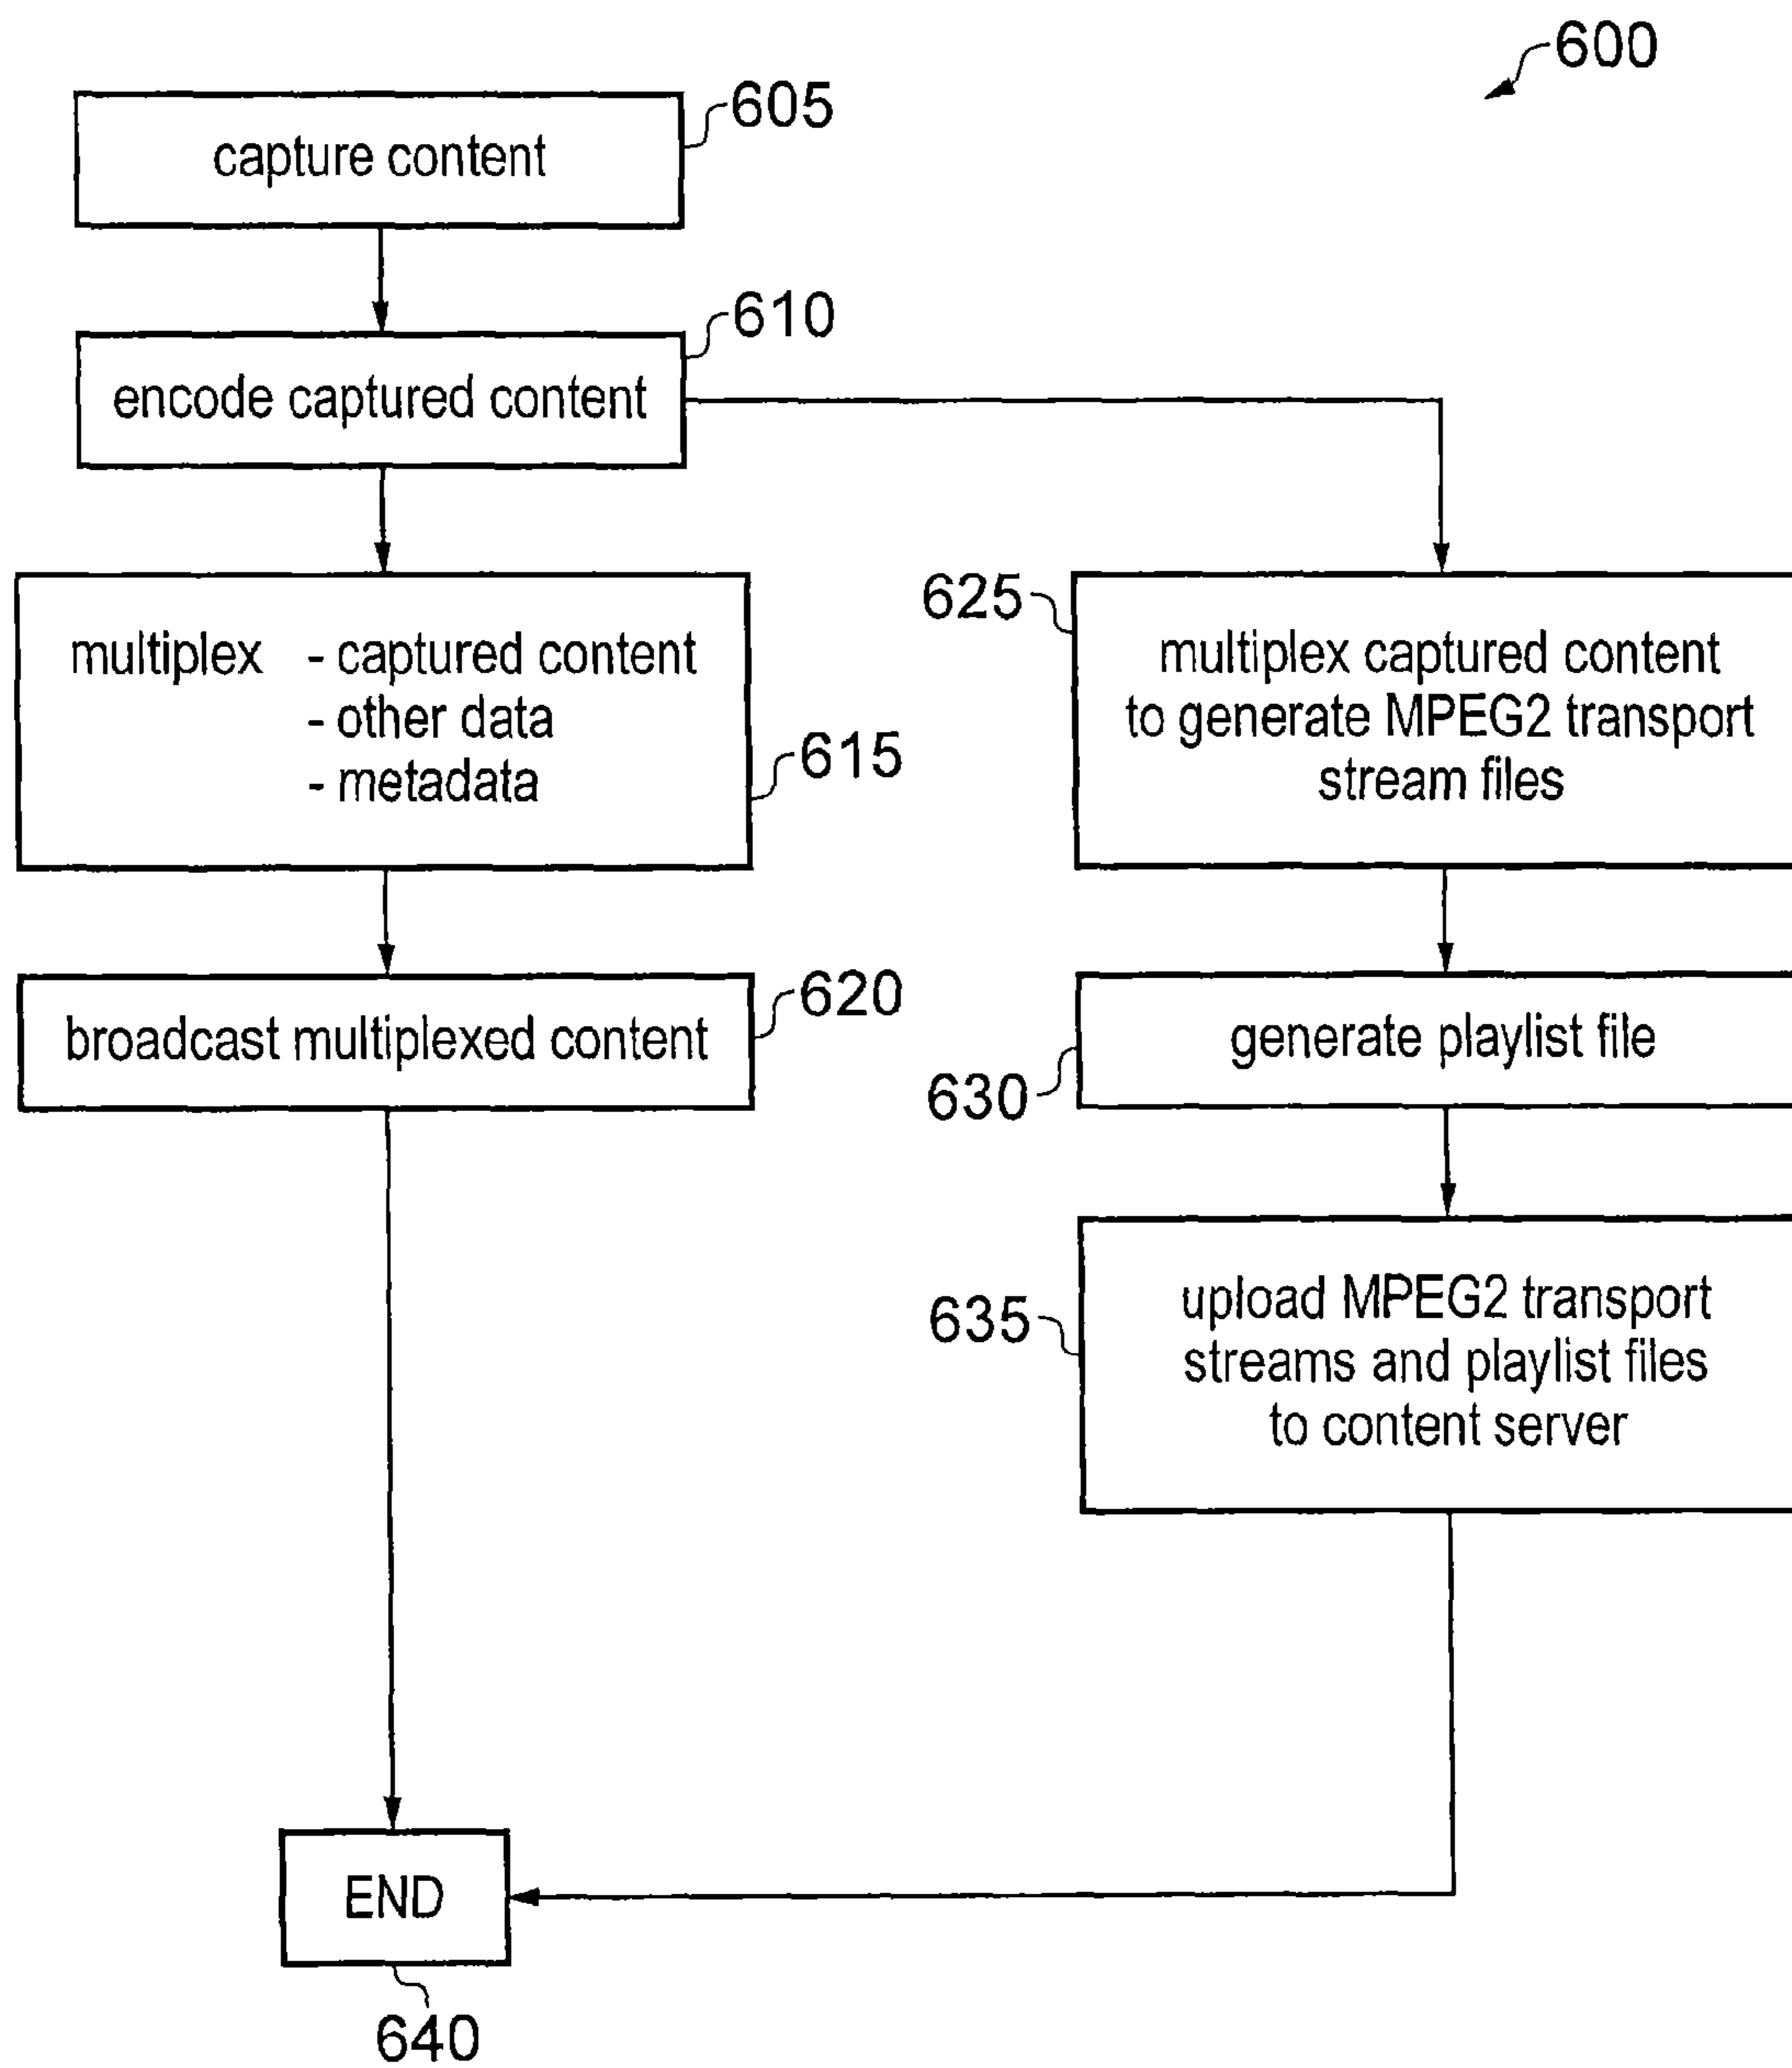 600
605
capture content
610
encode captured content
multiplex - captured content
- other data
- metadata
615
625
multiplex captured content
to generate MPEG2 transport
stream files
broadcast multiplexed content
620
generate playlist file
630
upload MPEG2 transport
streams and playlist files
to content server
635
END
640